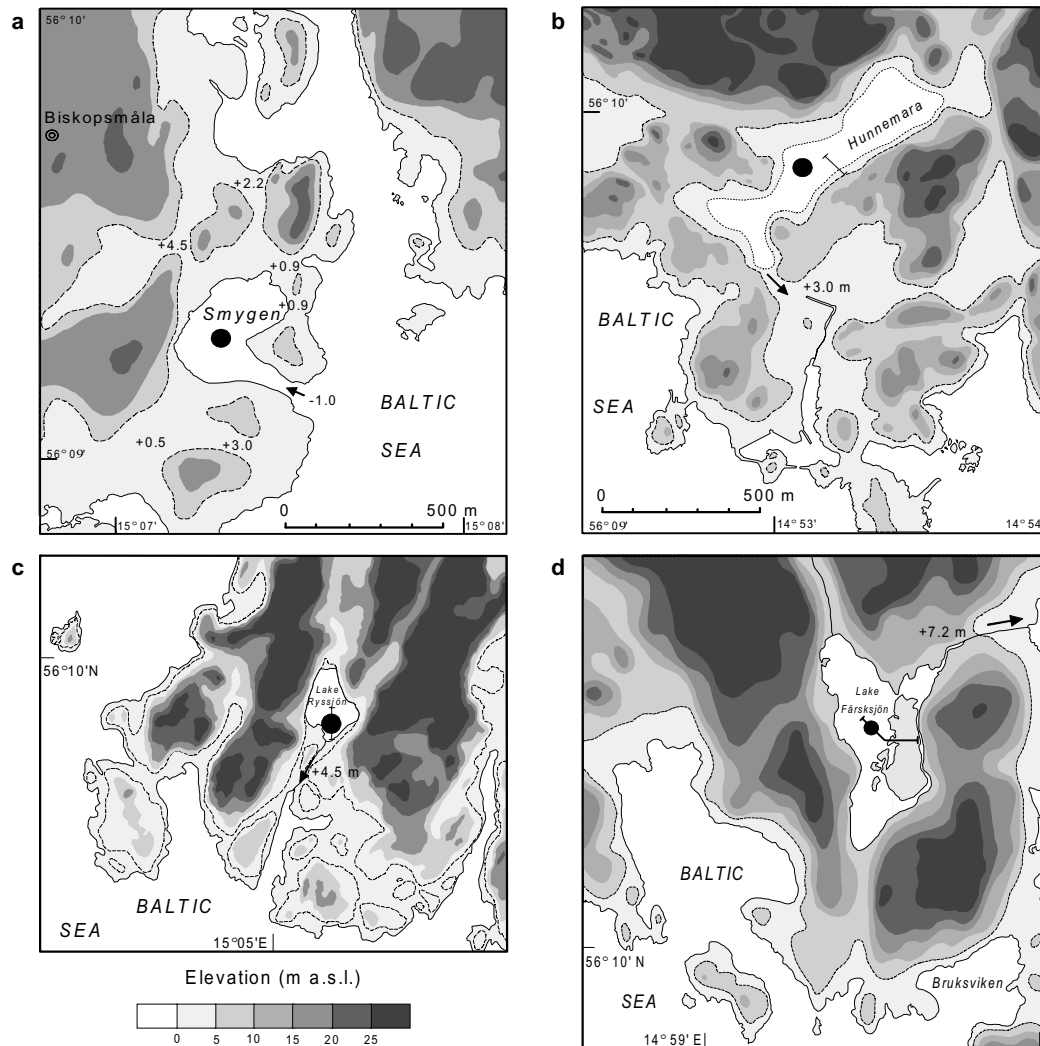 a
56° 10'
Biskopsmåla
+2.2
+4.5
+0.9
+0.9
Smygen
-1.0
BALTIC
SEA
+0.5
+3.0
56° 09'
0 500 m
15° 07'
15° 08'
b
56° 10'
Hunnemara
+3.0 m
BALTIC
SEA
0 500 m
56° 09'
14° 53'
14° 54'
c
56° 10' N
Lake
Ryssjön
+4.5 m
BALTIC
SEA
15° 05' E
Elevation (m a.s.l.)
0 5 10 15 20 25
d
+7.2 m
Lake
Färsksjön
BALTIC
SEA
56° 10' N
Bruksviken
14° 59' E